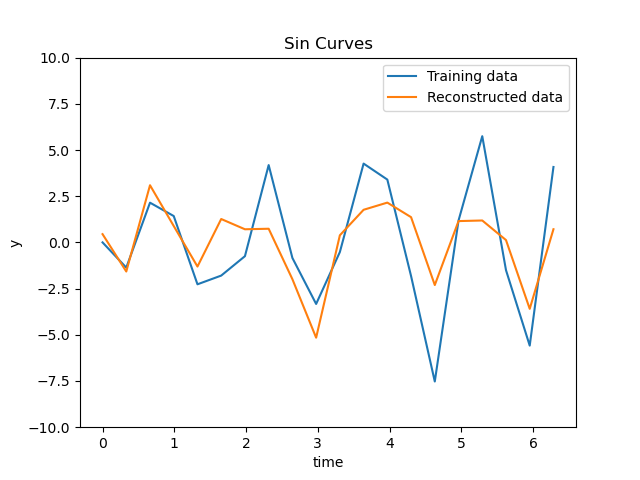 Sin Curves
Training data
Reconstructed data
10.0
7.5
5.0
2.5
0.0
−2.5
−5.0
−7.5
−10.0
y
0 1 2 3 4 5 6
time